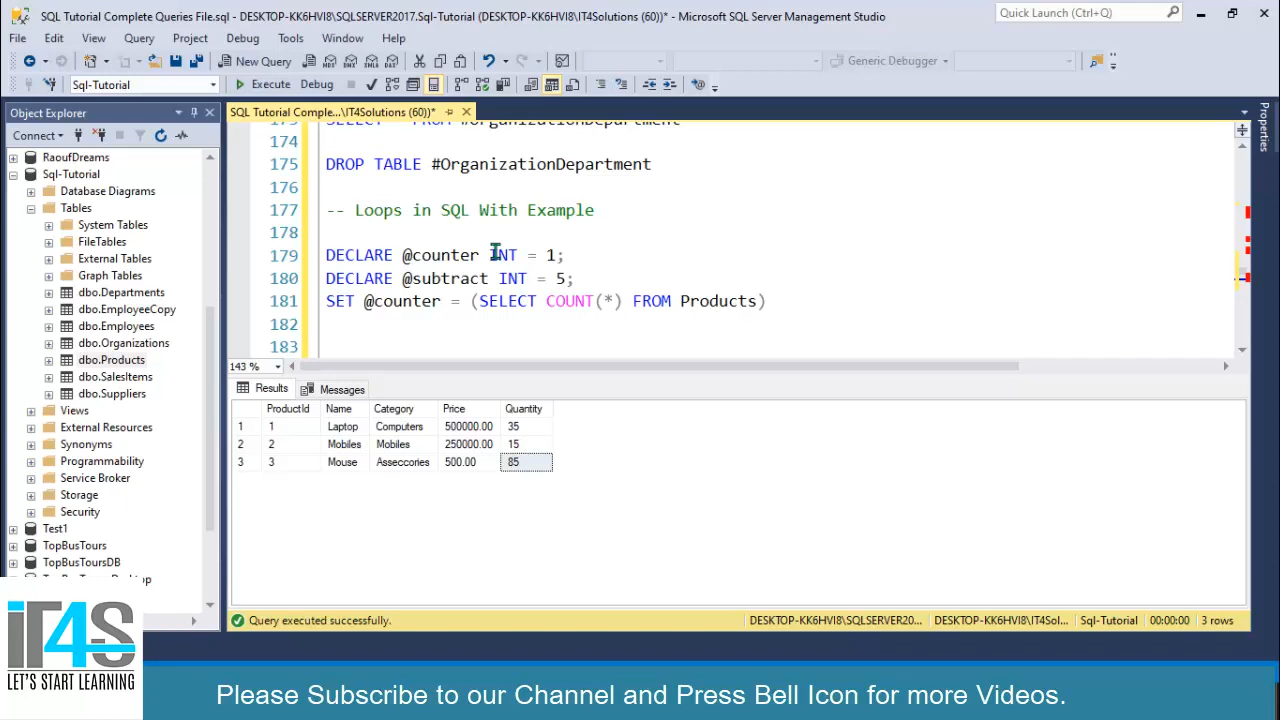 SQL Tutorial Complete Queries File.sql - DESKTOP-KK6HVI8\SQLSERVER2017.Sql-Tutorial (DESKTOP-KK6HVI8\IT4Solutions (60))* - Microsoft SQL Server Management Studio
Quick Launch (Ctrl+Q)
File Edit View Query Project Debug Tools Window Help
New Query
Generic Debugger
Sql-Tutorial
Execute Debug
Object Explorer
SQL Tutorial Comple...\IT4Solutions (60))*
Properties
Connect
RaoufDreams
Sql-Tutorial
Database Diagrams
Tables
System Tables
FileTables
External Tables
Graph Tables
dbo.Departments
dbo.EmployeeCopy
dbo.Employees
dbo.Organizations
dbo.Products
dbo.SalesItems
dbo.Suppliers
Views
External Resources
Synonyms
Programmability
Service Broker
Storage
Security
Test1
TopBusTours
TopBusToursDB
173 SELECT * FROM #OrganizationDepartment
174
175 DROP TABLE #OrganizationDepartment
176
177 -- Loops in SQL With Example
178
179 DECLARE @counter INT = 1;
180 DECLARE @subtract INT = 5;
181 SET @counter = (SELECT COUNT(*) FROM Products)
182
183
143 %
Results Messages
ProductId Name Category Price Quantity
1 1 Laptop Computers 500000.00 35
2 2 Mobiles Mobiles 250000.00 15
3 3 Mouse Asseccories 500.00 85
Query executed successfully.
DESKTOP-KK6HVI8\SQLSERVER20... DESKTOP-KK6HVI8\IT4Sol... Sql-Tutorial 00:00:00 3 rows
iT4S
LET'S START LEARNING
Please Subscribe to our Channel and Press Bell Icon for more Videos.